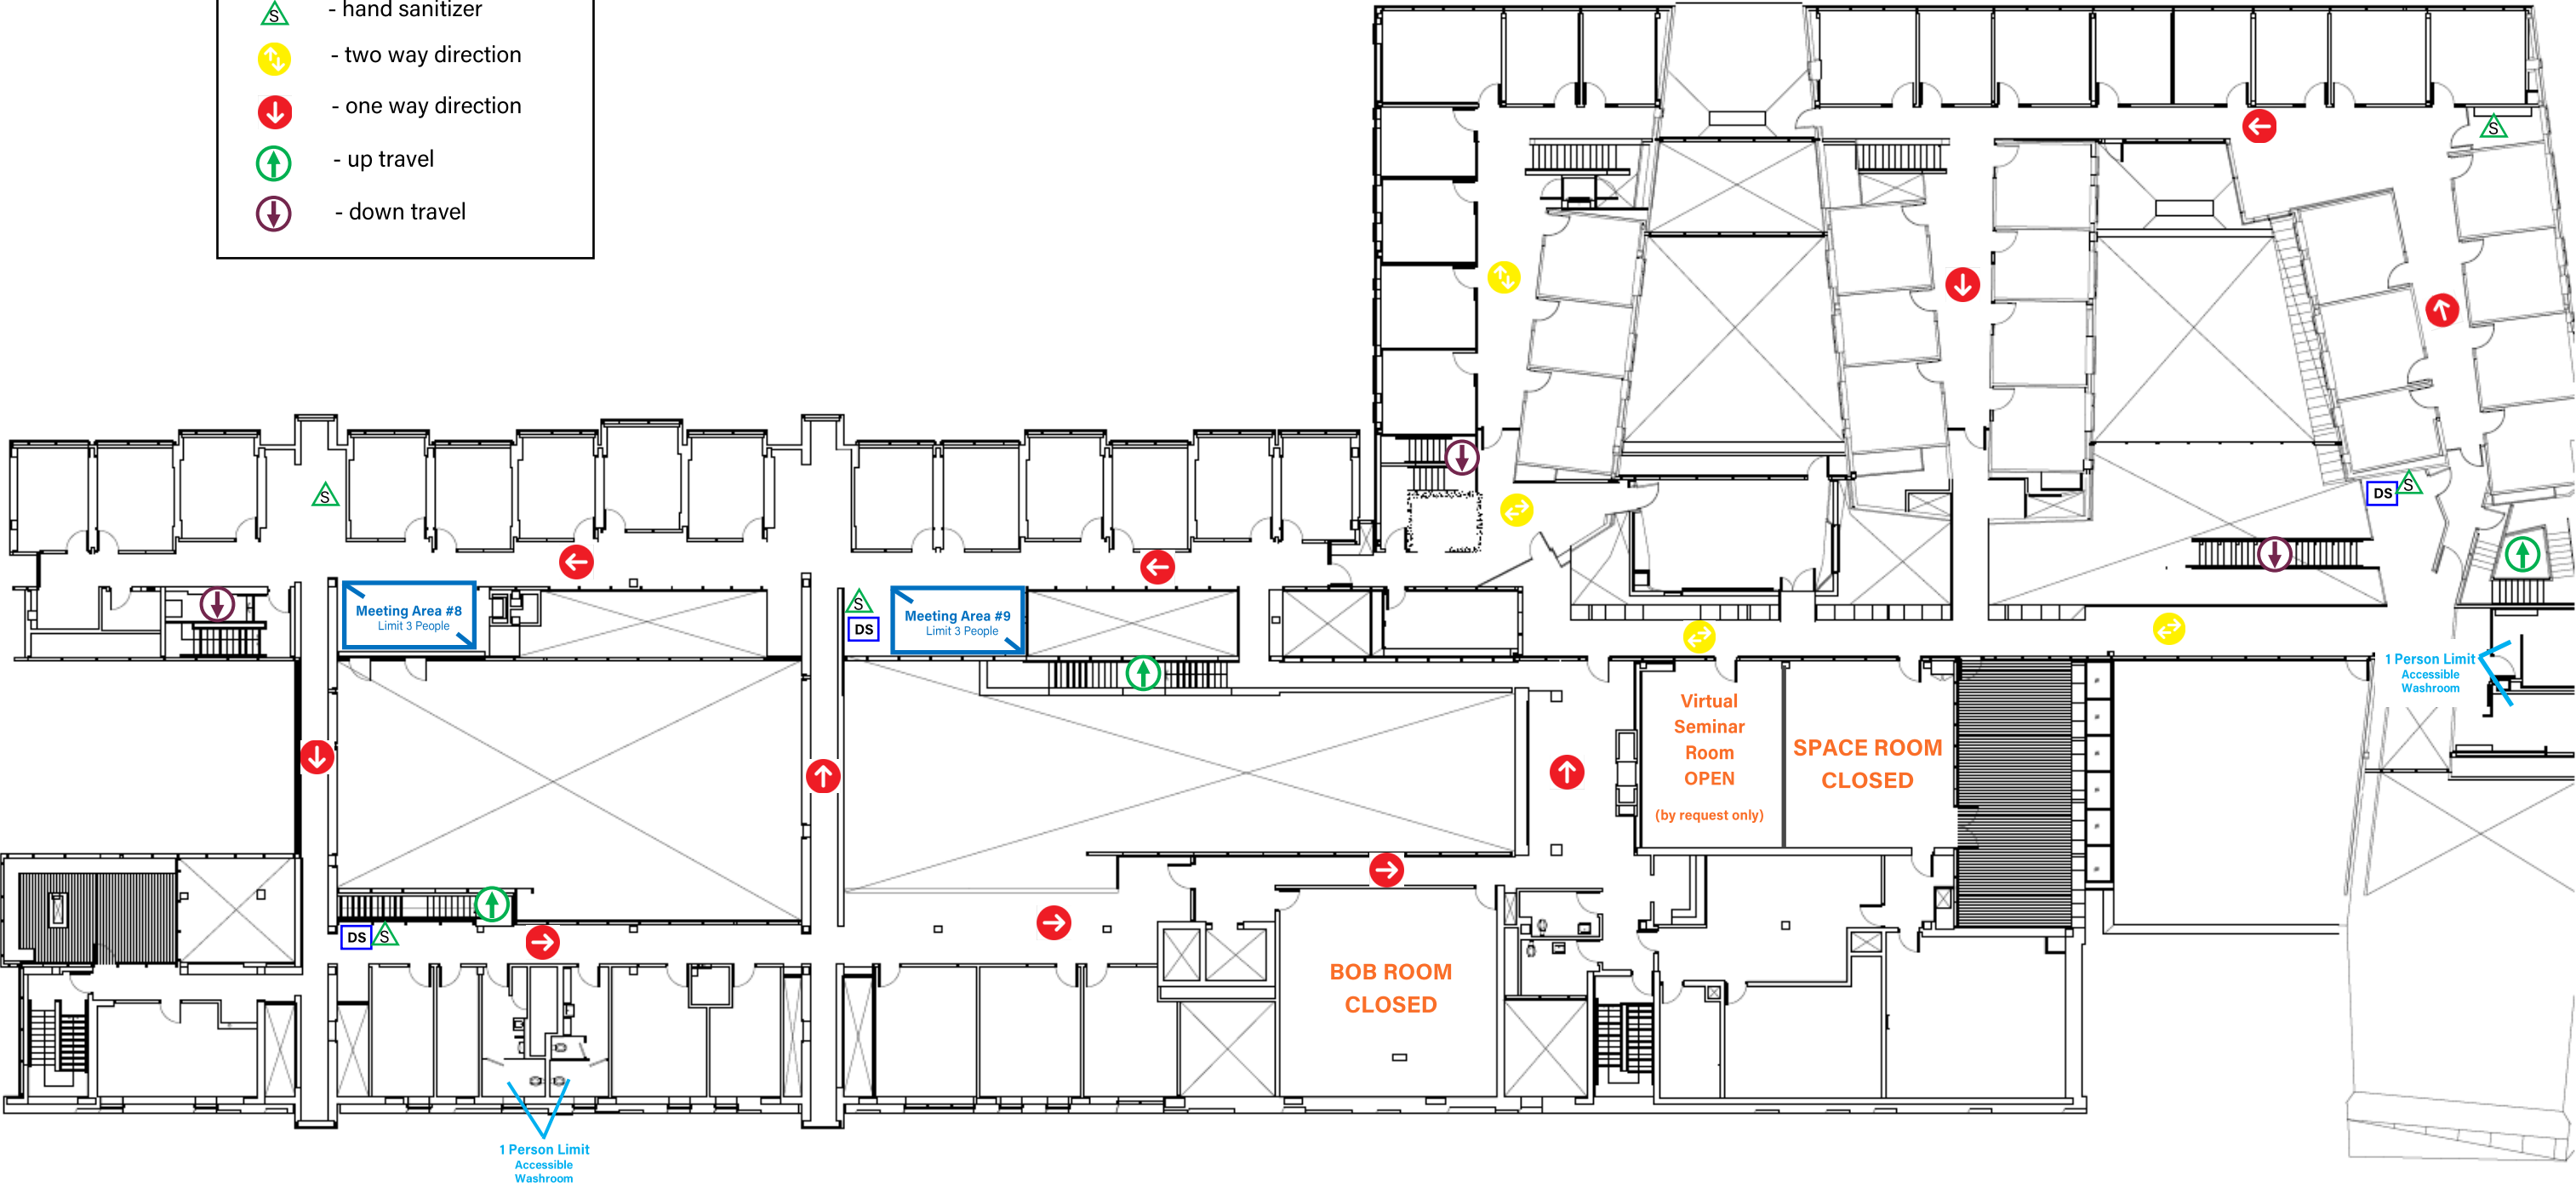 S - hand sanitizer
- two way direction
- one way direction
- up travel
- down travel
S
S
DS S
S
Meeting Area #8
Limit 3 People
S
DS
Meeting Area #9
Limit 3 People
1 Person Limit
Accessible
Washroom
Virtual
Seminar
Room
OPEN
(by request only)
SPACE ROOM
CLOSED
DS S
BOB ROOM
CLOSED
1 Person Limit
Accessible
Washroom